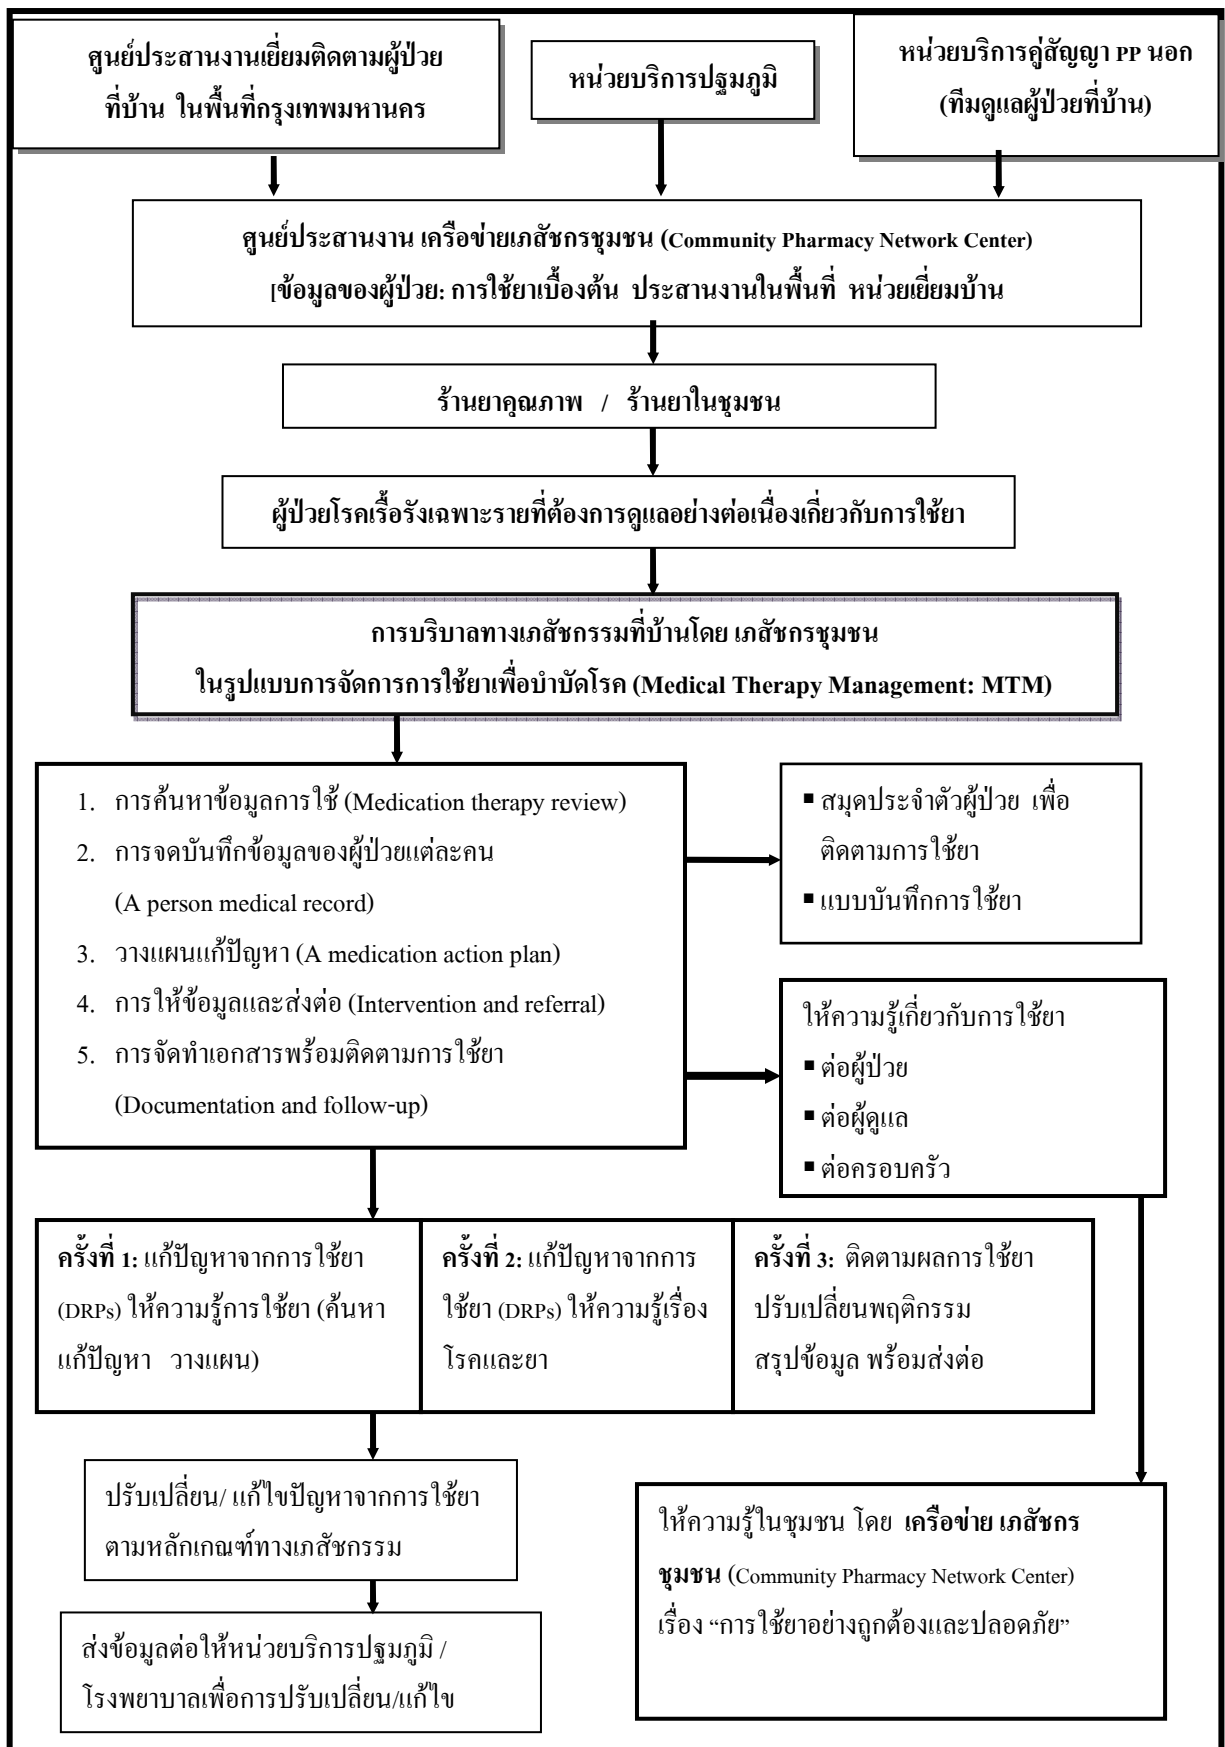 ศูนย์ประสานงานเยี่ยมติดตามผู้ป่วย
ที่บ้าน ในพื้นที่กรุงเทพมหานคร
หน่วยบริการปฐมภูมิ
หน่วยบริการคู่สัญญา PP นอก
(ทีมดูแลผู้ป่วยที่บ้าน)
ศูนย์ประสานงาน เครือข่ายเภสัชกรชุมชน (Community Pharmacy Network Center)
[ข้อมูลของผู้ป่วย: การใช้ยาเบื้องต้น ประสานงานในพื้นที่ หน่วยเยี่ยมบ้าน
ร้านยาคุณภาพ / ร้านยาในชุมชน
ผู้ป่วยโรคเรื้อรังเฉพาะรายที่ต้องการดูแลอย่างต่อเนื่องเกี่ยวกับการใช้ยา
การบริบาลทางเภสัชกรรมที่บ้านโดย เภสัชกรชุมชน
ในรูปแบบการจัดการการใช้ยาเพื่อบำบัดโรค (Medical Therapy Management: MTM)
1. การค้นหาข้อมูลการใช้ (Medication therapy review)
2. การจดบันทึกข้อมูลของผู้ป่วยแต่ละคน
(A person medical record)
3. วางแผนแก้ปัญหา (A medication action plan)
4. การให้ข้อมูลและส่งต่อ (Intervention and referral)
5. การจัดทำเอกสารพร้อมติดตามการใช้ยา
(Documentation and follow-up)
▪ สมุดประจำตัวผู้ป่วย เพื่อ
ติดตามการใช้ยา
▪ แบบบันทึกการใช้ยา
ให้ความรู้เกี่ยวกับการใช้ยา
▪ ต่อผู้ป่วย
▪ ต่อผู้ดูแล
▪ ต่อครอบครัว
ครั้งที่ 1: แก้ปัญหาจากการใช้ยา
(DRPs) ให้ความรู้การใช้ยา (ค้นหา
แก้ปัญหา วางแผน)
ครั้งที่ 2: แก้ปัญหาจากการ
ใช้ยา (DRPs) ให้ความรู้เรื่อง
โรคและยา
ครั้งที่ 3: ติดตามผลการใช้ยา
ปรับเปลี่ยนพฤติกรรม
สรุปข้อมูล พร้อมส่งต่อ
ปรับเปลี่ยน/ แก้ไขปัญหาจากการใช้ยา
ตามหลักเกณฑ์ทางเภสัชกรรม
ส่งข้อมูลต่อให้หน่วยบริการปฐมภูมิ /
โรงพยาบาลเพื่อการปรับเปลี่ยน/แก้ไข
ให้ความรู้ในชุมชน โดย เครือข่าย เภสัชกร
ชุมชน (Community Pharmacy Network Center)
เรื่อง “การใช้ยาอย่างถูกต้องและปลอดภัย”